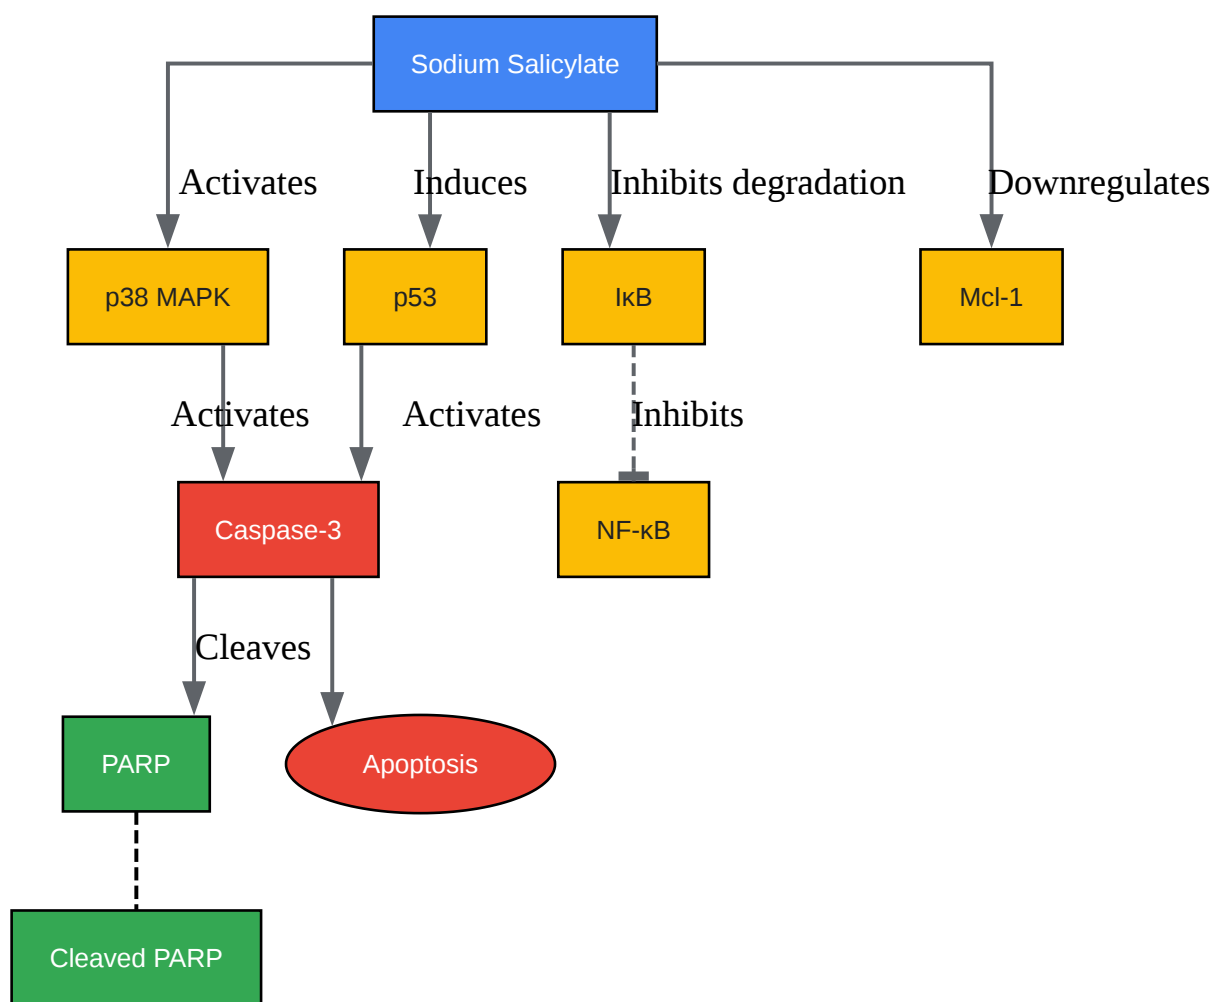 Sodium Salicylate
Activates
Induces
Inhibits degradation
Downregulates
p38 MAPK
p53
IκB
Mcl-1
Activates
Activates
Inhibits
Caspase-3
NF-κB
Cleaves
PARP
Apoptosis
Cleaved PARP